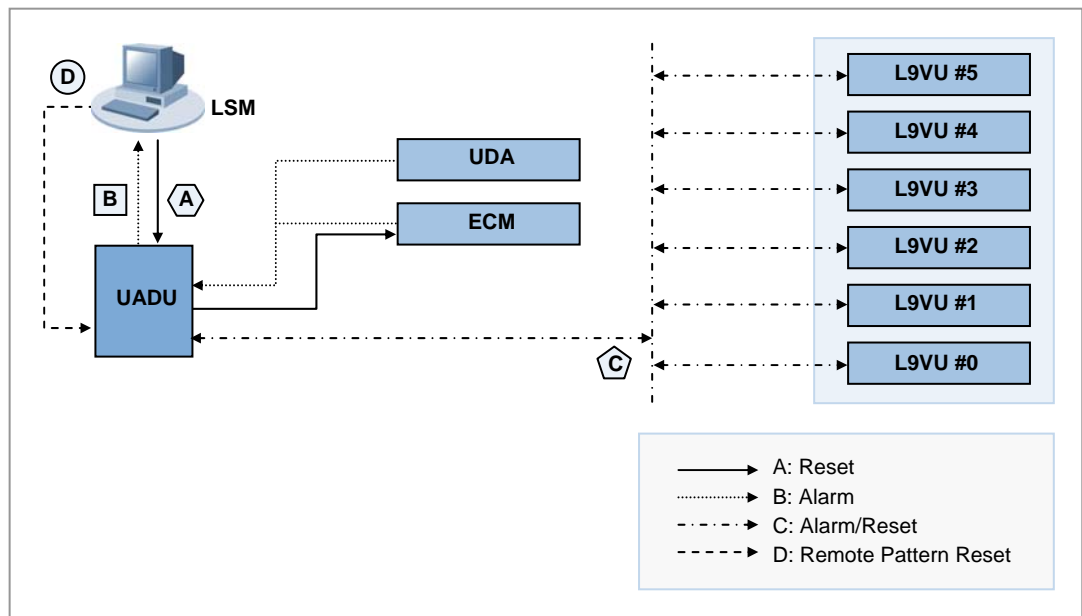 D
LSM
B
A
UADU
UDA
ECM
C
L9VU #5
L9VU #4
L9VU #3
L9VU #2
L9VU #1
L9VU #0
A: Reset
B: Alarm
C: Alarm/Reset
D: Remote Pattern Reset